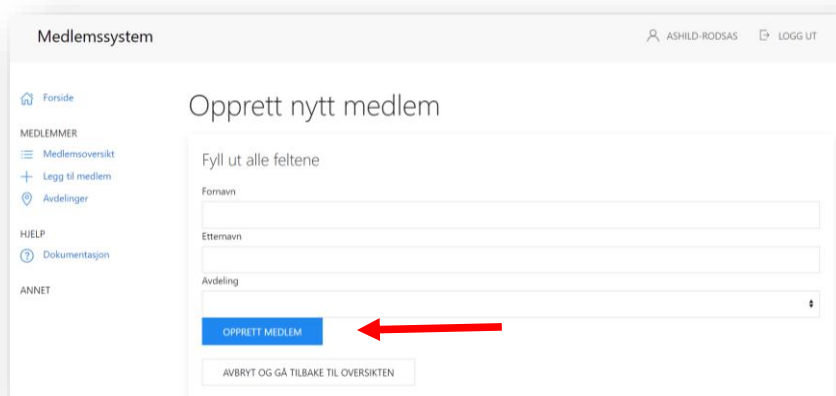 Medlemssystem
ASHILD-RODSAS LOGG UT
Forside
MEDLEMMER
Medlemsoversikt
Legg til medlem
Avdelinger
HJELP
Dokumentasjon
ANNET
Opprett nytt medlem
Fyll ut alle feltene
Fornavn
Etternavn
Avdeling
OPPRETT MEDLEM
AVBRYT OG GÅ TILBAKE TIL OVERSIKTEN